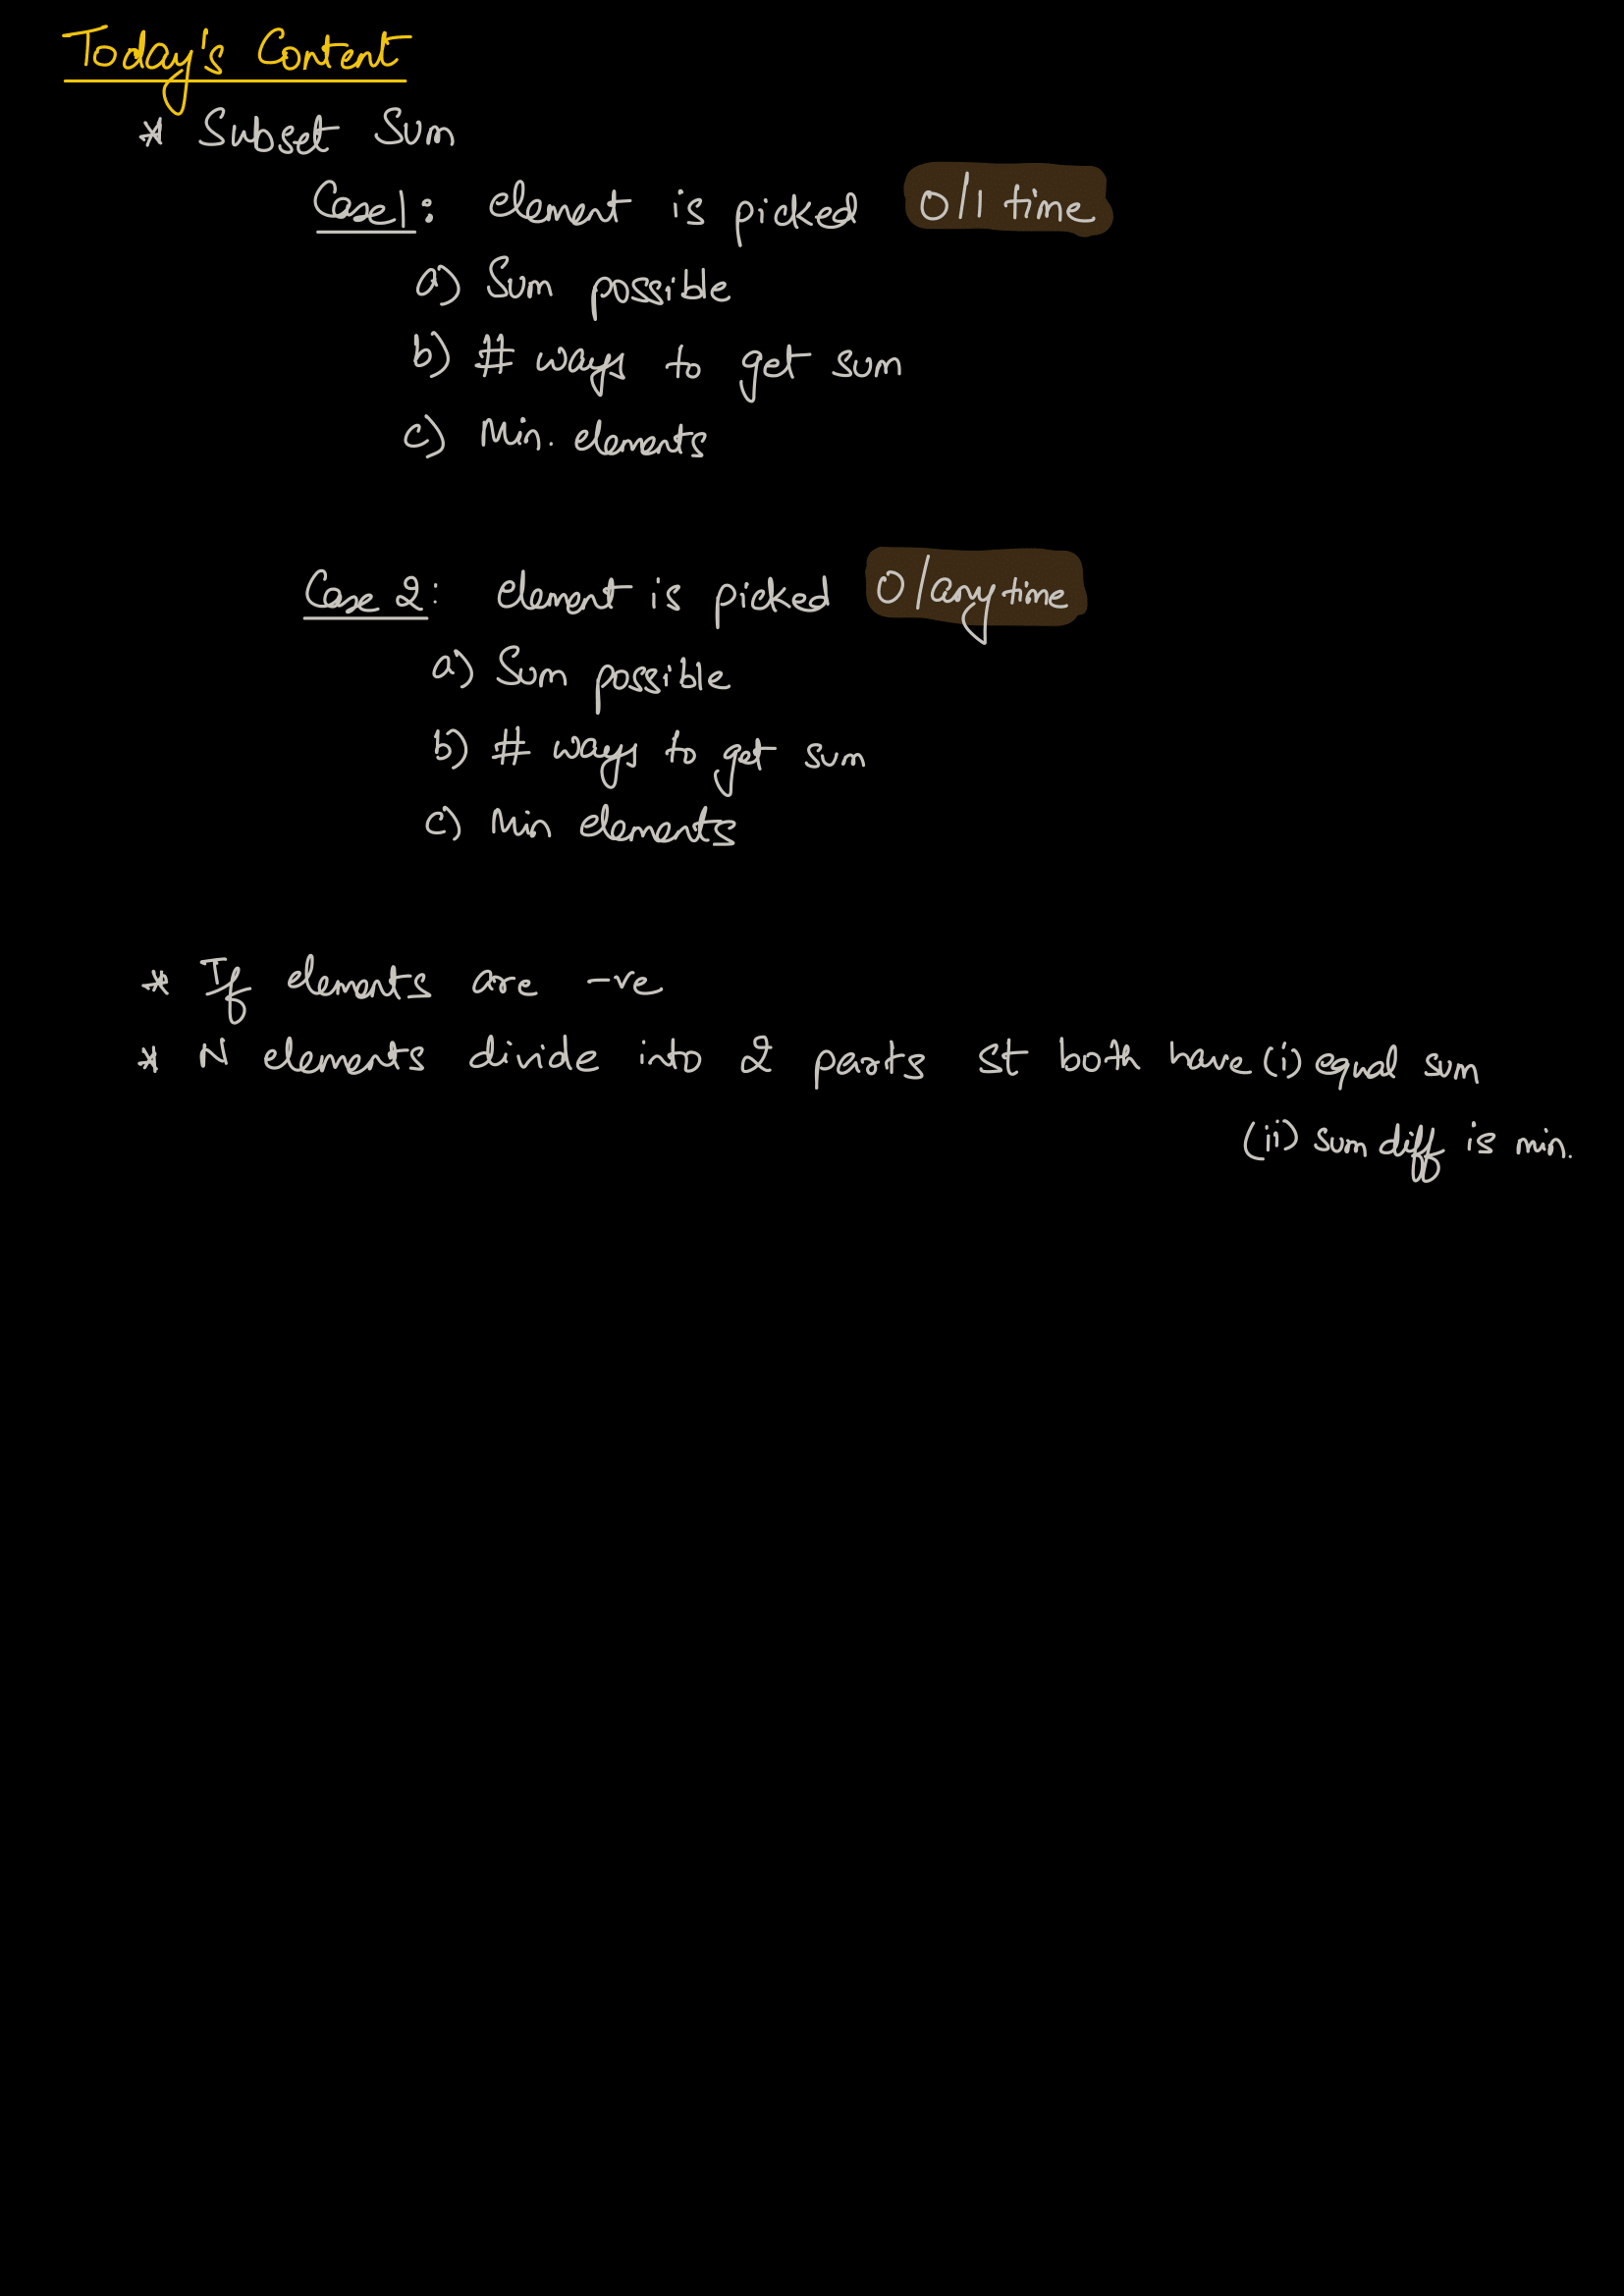 Today's Content
* Subset Sum
Case 1: element is picked 0/1 time
a) Sum possible
b) # ways to get sum
c) Min. elements
Case 2: element is picked 0/any time
a) Sum possible
b) # ways to get sum
c) Min elements
* If elements are -ve
* N elements divide into 2 parts st both have (i) equal sum
(ii) sum diff is min.